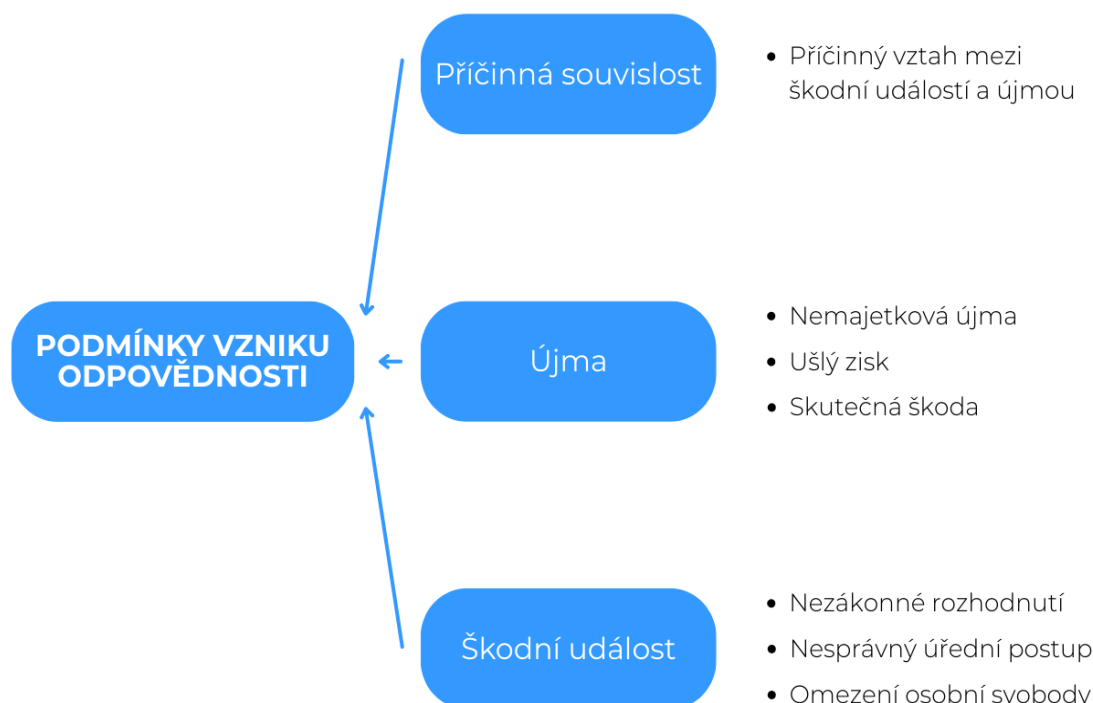 Příčinná souvislost
• Příčinný vztah mezi
škodní událostí a újmou
PODMÍNKY VZNIKU
ODPOVĚDNOSTI
Újma
• Nemajetková újma
• Ušlý zisk
• Skutečná škoda
Škodní událost
• Nezákonné rozhodnutí
• Nesprávný úřední postup
• Omezení osobní svobody